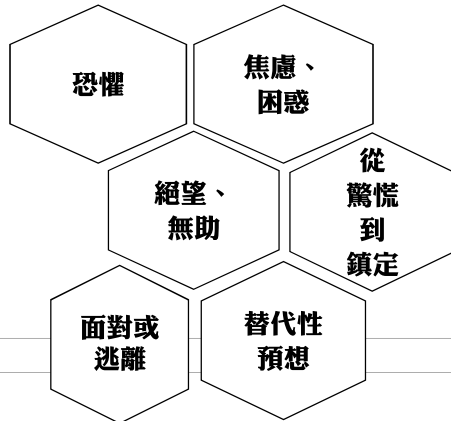 恐懼
焦慮、
困惑
絕望、
無助
從
驚慌
到
鎮定
面對或
逃離
替代性
預想